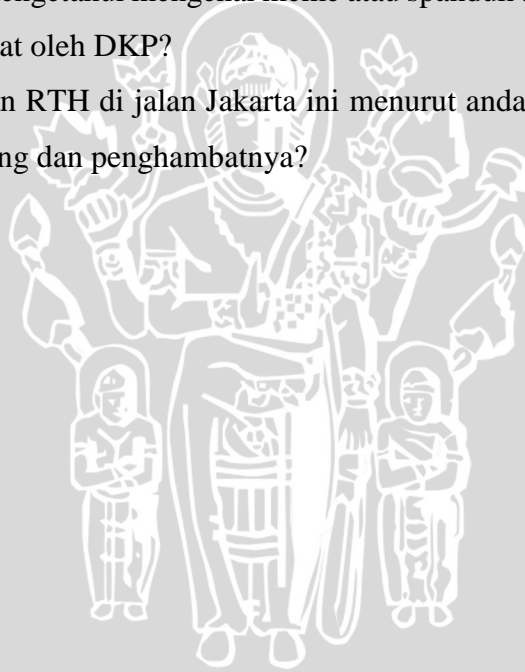 at oleh DKP?
n RTH di jalan Jakarta ini menurut anda
ng dan penghambatnya?